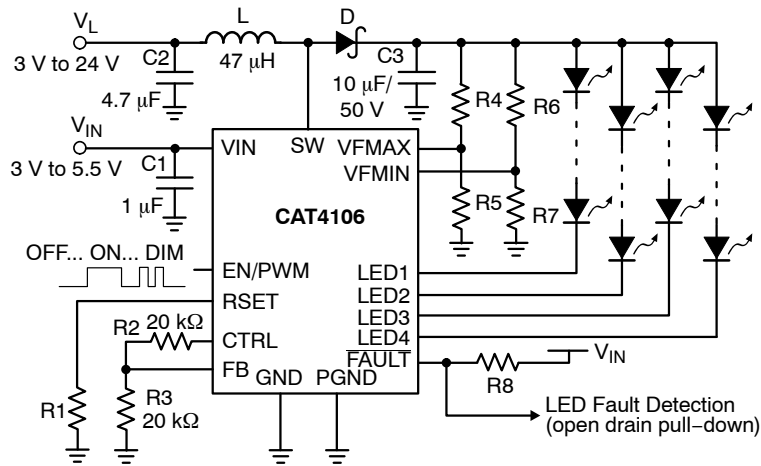 V_L
L
D
3 V to 24 V
C2
47 μH
C3
4.7 μF
10 μF/
50 V
R4
R6
V_IN
3 V to 5.5 V
C1
1 μF
VIN
SW
VFMAX
VFMIN
CAT4106
R5
R7
OFF... ON... DIM
EN/PWM
LED1
RSET
LED2
R2
20 kΩ
CTRL
LED3
LED4
FB
FAULT
GND
PGND
V_IN
R8
R1
R3
20 kΩ
LED Fault Detection
(open drain pull−down)